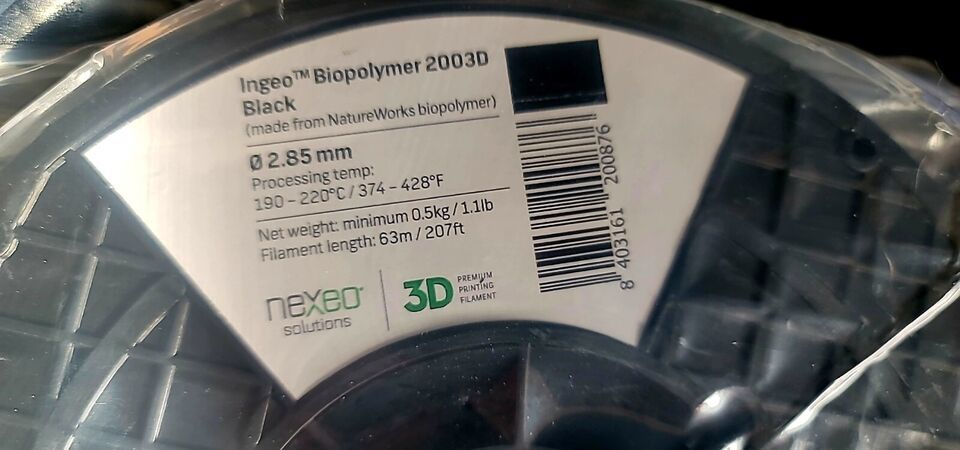 Ingeo™ Biopolymer 2003D
Black
(made from NatureWorks biopolymer)
Ø 2.85 mm
Processing temp:
190 – 220°C / 374 – 428°F
Net weight: minimum 0.5kg / 1.1lb
Filament length: 63m / 207ft
nexeo
solutions
3D
PREMIUM
PRINTING
FILAMENT
8 403161 200876